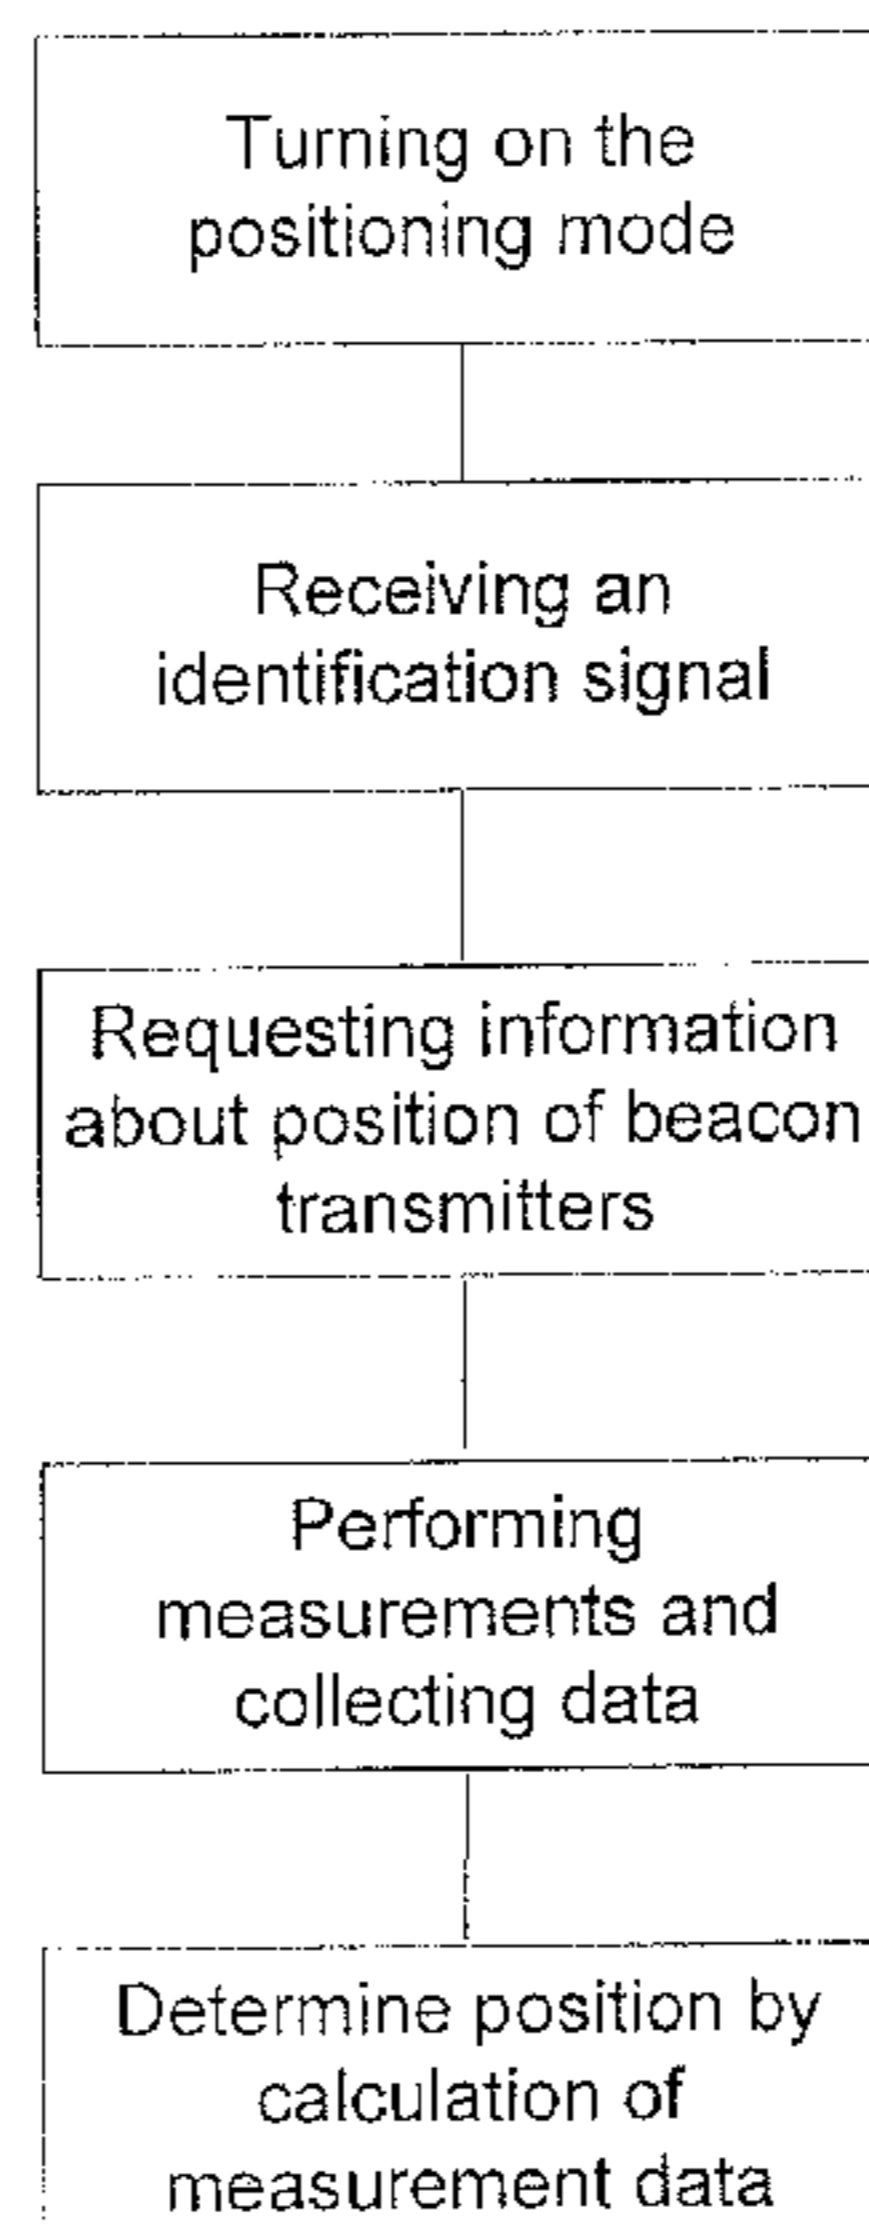 Turning on the
positioning mode
Receiving an
identification signal
Requesting information
about position of beacon
transmitters
Performing
measurements and
collecting data
Determine position by
calculation of
measurement data